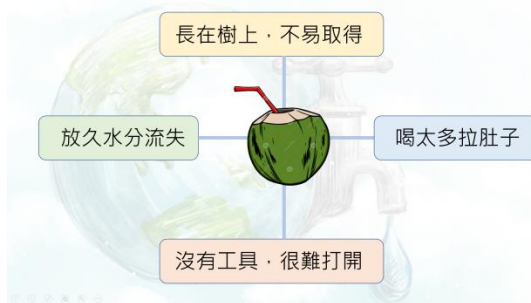 長在樹上，不易取得
放久水分流失
喝太多拉肚子
沒有工具，很難打開